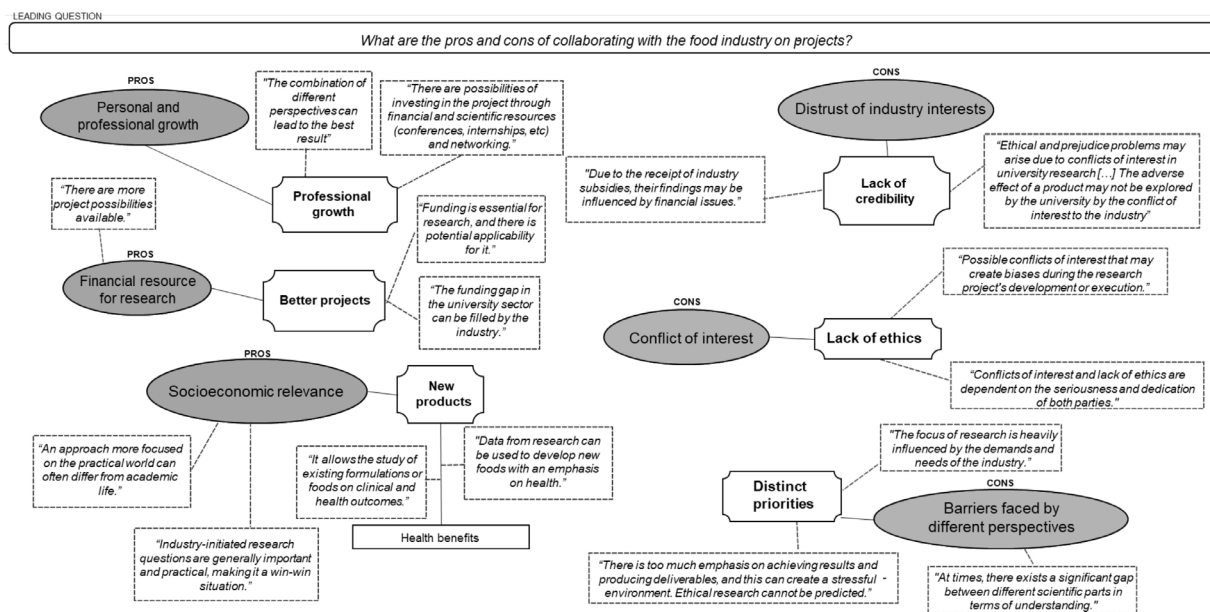 LEADING QUESTION
What are the pros and cons of collaborating with the food industry on projects?
PROS
Personal and
professional growth
"The combination of
different
perspectives can
lead to the best
result"
"There are possibilities of
investing in the project through
financial and scientific resources
(conferences, internships, etc)
and networking."
Professional
growth
"There are more
project possibilities
available."
PROS
Financial resource
for research
Better projects
"Funding is essential for
research, and there is
potential applicability
for it."
"The funding gap in
the university sector
can be filled by the
industry.
PROS
Socioeconomic relevance
New
products
"An approach more focused
on the practical world can
often differ from academic
life."
"It allows the study of
existing formulations or
foods on clinical and
health outcomes."
"Data from research can
be used to develop new
foods with an emphasis
on health."
Health benefits
"Industry-initiated research
questions are generally important
and practical, making it a win-win
situation."
CONS
Distrust of industry interests
"Due to the receipt of industry
subsidies, their findings may be
influenced by financial issues."
Lack of
credibility
"Ethical and prejudice problems may
arise due to conflicts of interest in
university research [...] The adverse
effect of a product may not be explored
by the university by the conflict of
interest to the industry"
"Possible conflicts of interest that may
create biases during the research
project's development or execution."
CONS
Conflict of interest
Lack of ethics
"Conflicts of interest and lack of ethics are
dependent on the seriousness and dedication
of both parties."
"The focus of research is heavily
influenced by the demands and
needs of the industry."
Distinct
priorities
CONS
Barriers faced by
different perspectives
"There is too much emphasis on achieving results and
producing deliverables, and this can create a stressful -
environment. Ethical research cannot be predicted."
"At times, there exists a significant gap
between different scientific parts in
terms of understanding."